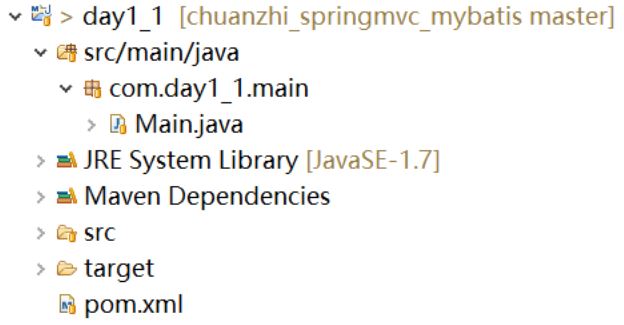 > day1_1 [chuanzhi_springmvc_mybatis master]
src/main/java
com.day1_1.main
Main.java
JRE System Library [JavaSE-1.7]
Maven Dependencies
src
target
pom.xml